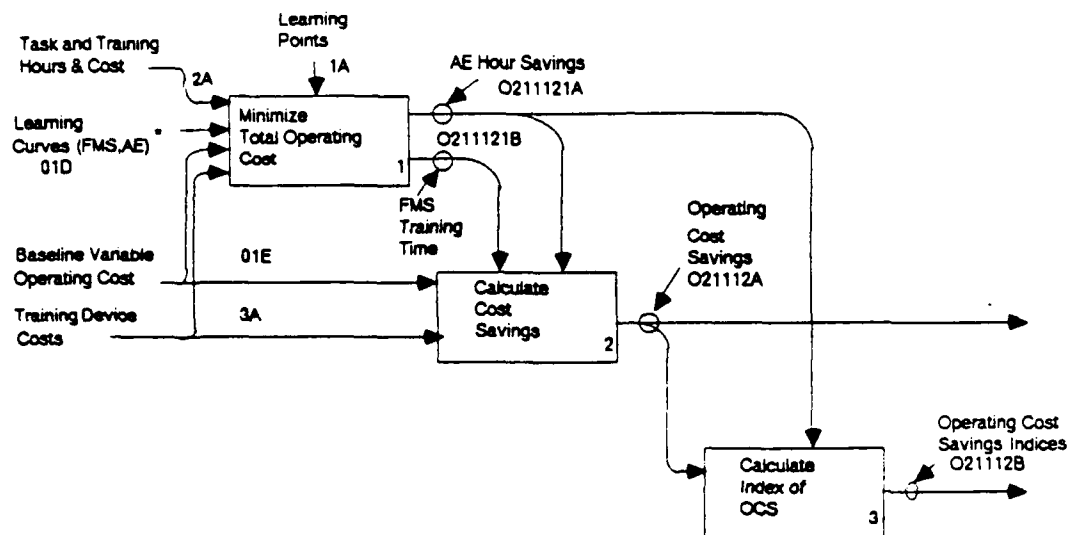 Learning
Points
1A
Task and Training
Hours & Cost
2A
AE Hour Savings
O211121A
Learning
Curves (FMS,AE) *
01D
Minimize
Total Operating
Cost
1
O211121B
FMS
Training
Time
Operating
Cost
Savings
O21112A
Baseline Variable
Operating Cost
01E
Training Device
Costs
3A
Calculate
Cost
Savings
2
Operating Cost
Savings Indices
O21112B
Calculate
Index of
OCS
3